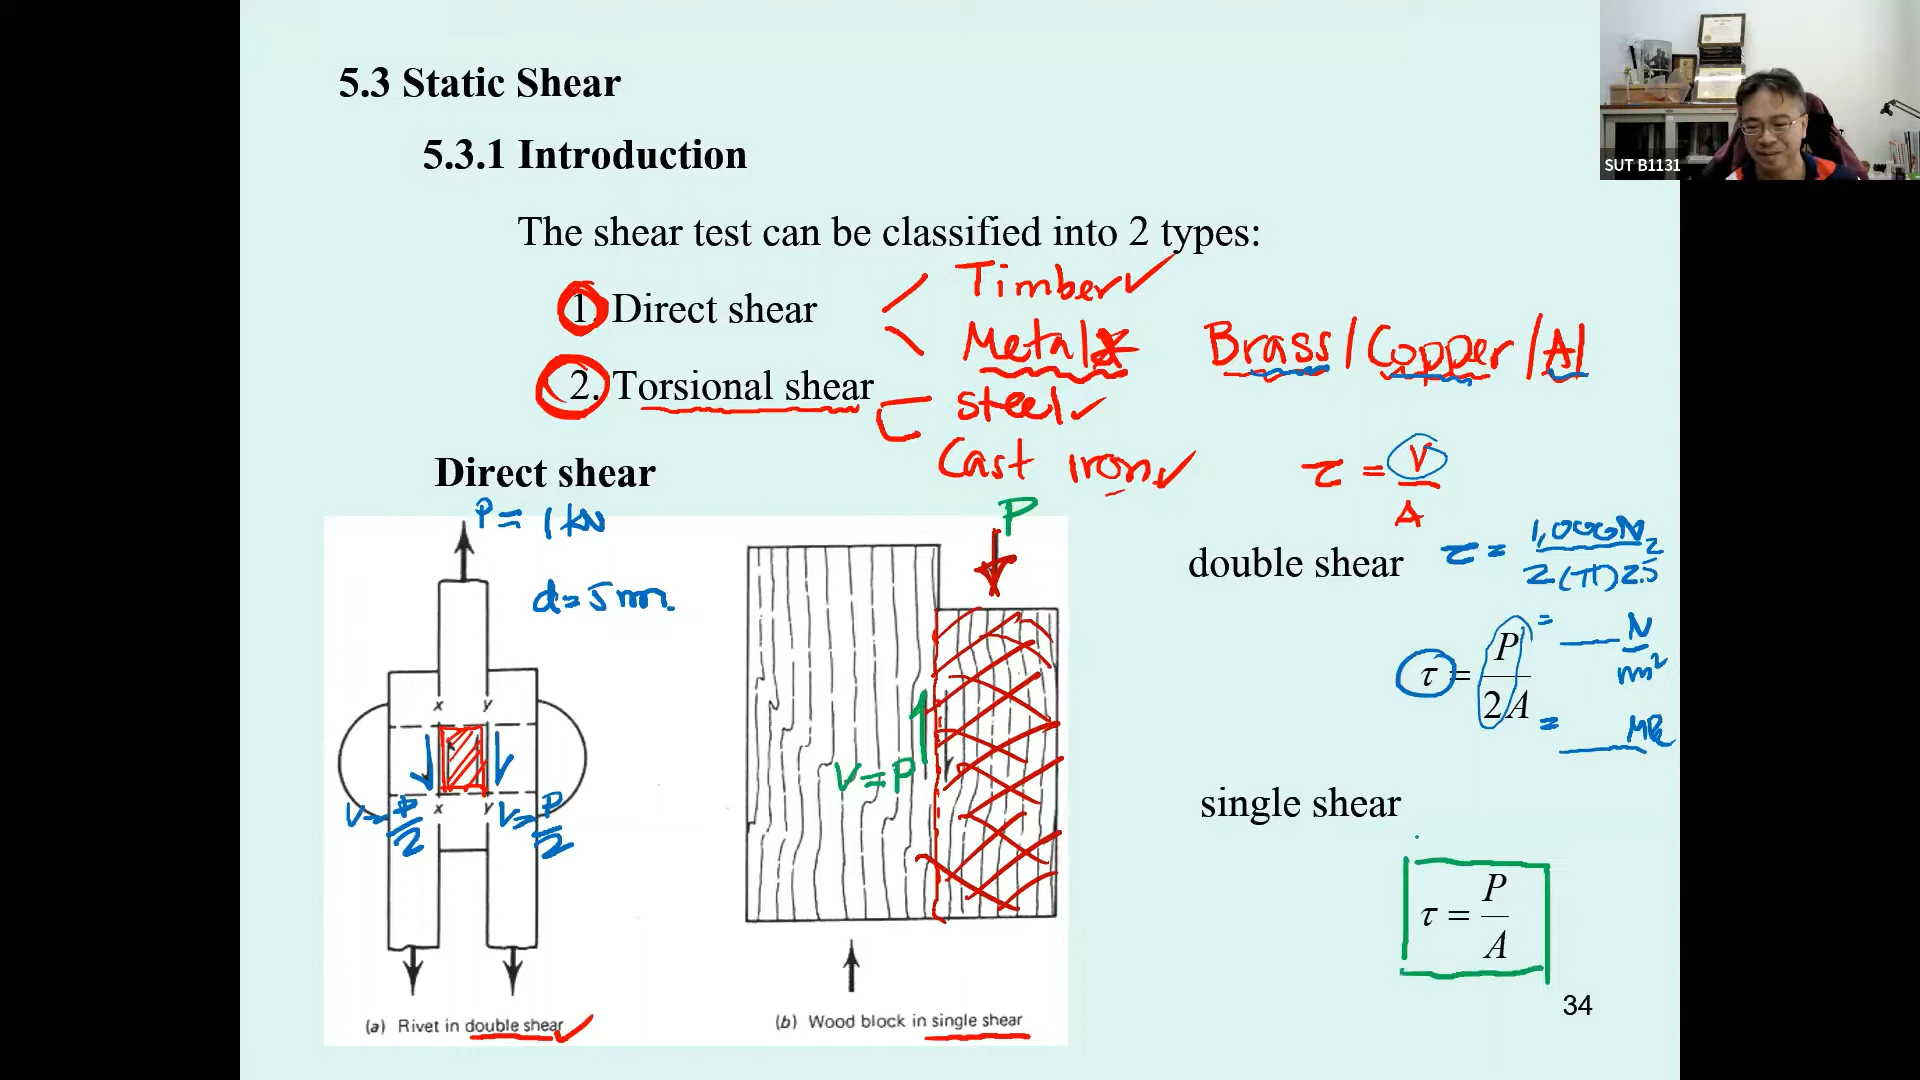 5.3 Static Shear
5.3.1 Introduction
The shear test can be classified into 2 types:
1. Direct shear
Timber ✓
Metal
Brass / Copper / Al
2. Torsional shear
steel ✓
Cast iron ✓
SUT B1131
τ = V/A
Direct shear
P = 1 kN
d = 5 mm.
P
x y
x y
V = P/2
V = P/2
V = P
(a) Rivet in double shear ✓
(b) Wood block in single shear
double shear
τ = 1,000 N / 2(π)2.5²
τ = P/2A
= ___ N/mm²
= ___ MPa
single shear
τ = P/A
34